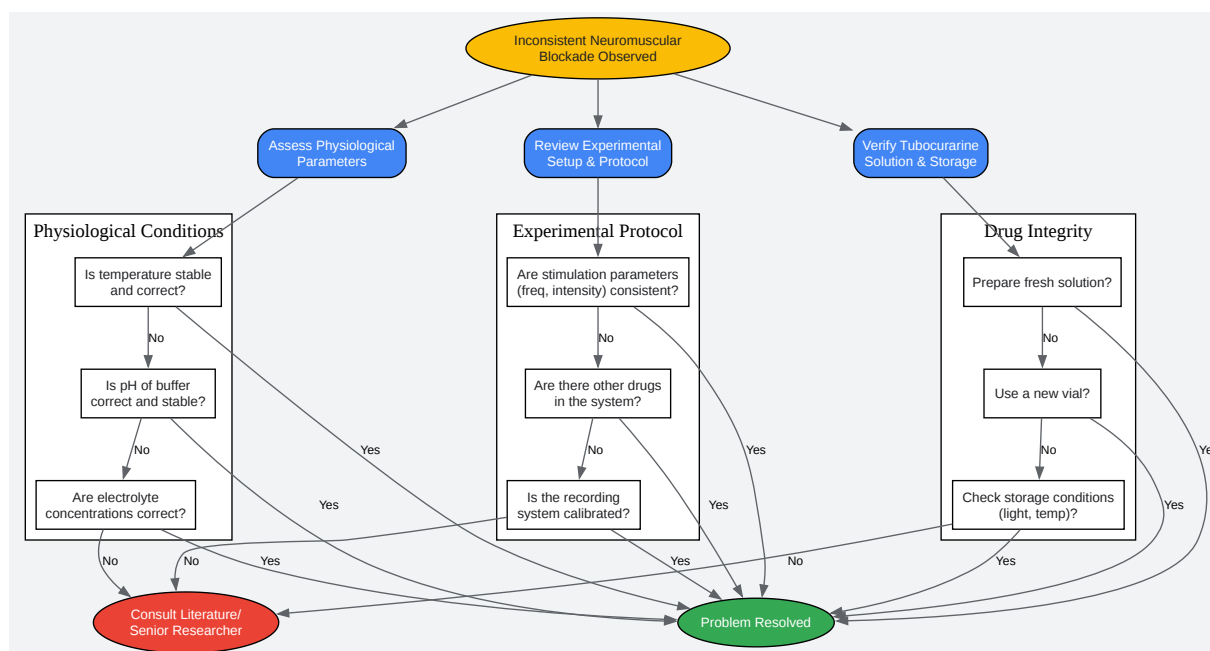 Inconsistent Neuromuscular
Blockade Observed
Assess Physiological
Parameters
Review Experimental
Setup & Protocol
Verify Tubocurarine
Solution & Storage
Physiological Conditions
Experimental Protocol
Drug Integrity
Is temperature stable
and correct?
Are stimulation parameters
(freq, intensity) consistent?
Prepare fresh solution?
No
No
No
Is pH of buffer
correct and stable?
Are there other drugs
in the system?
Use a new vial?
No
Yes
No
Yes
No
Ye
Are electrolyte
concentrations correct?
Yes
Is the recording
system calibrated?
Yes
Check storage conditions
(light, temp)?
Yes
No
No
Yes
Yes
No
Yes
Consult Literature/
Senior Researcher
Problem Resolved